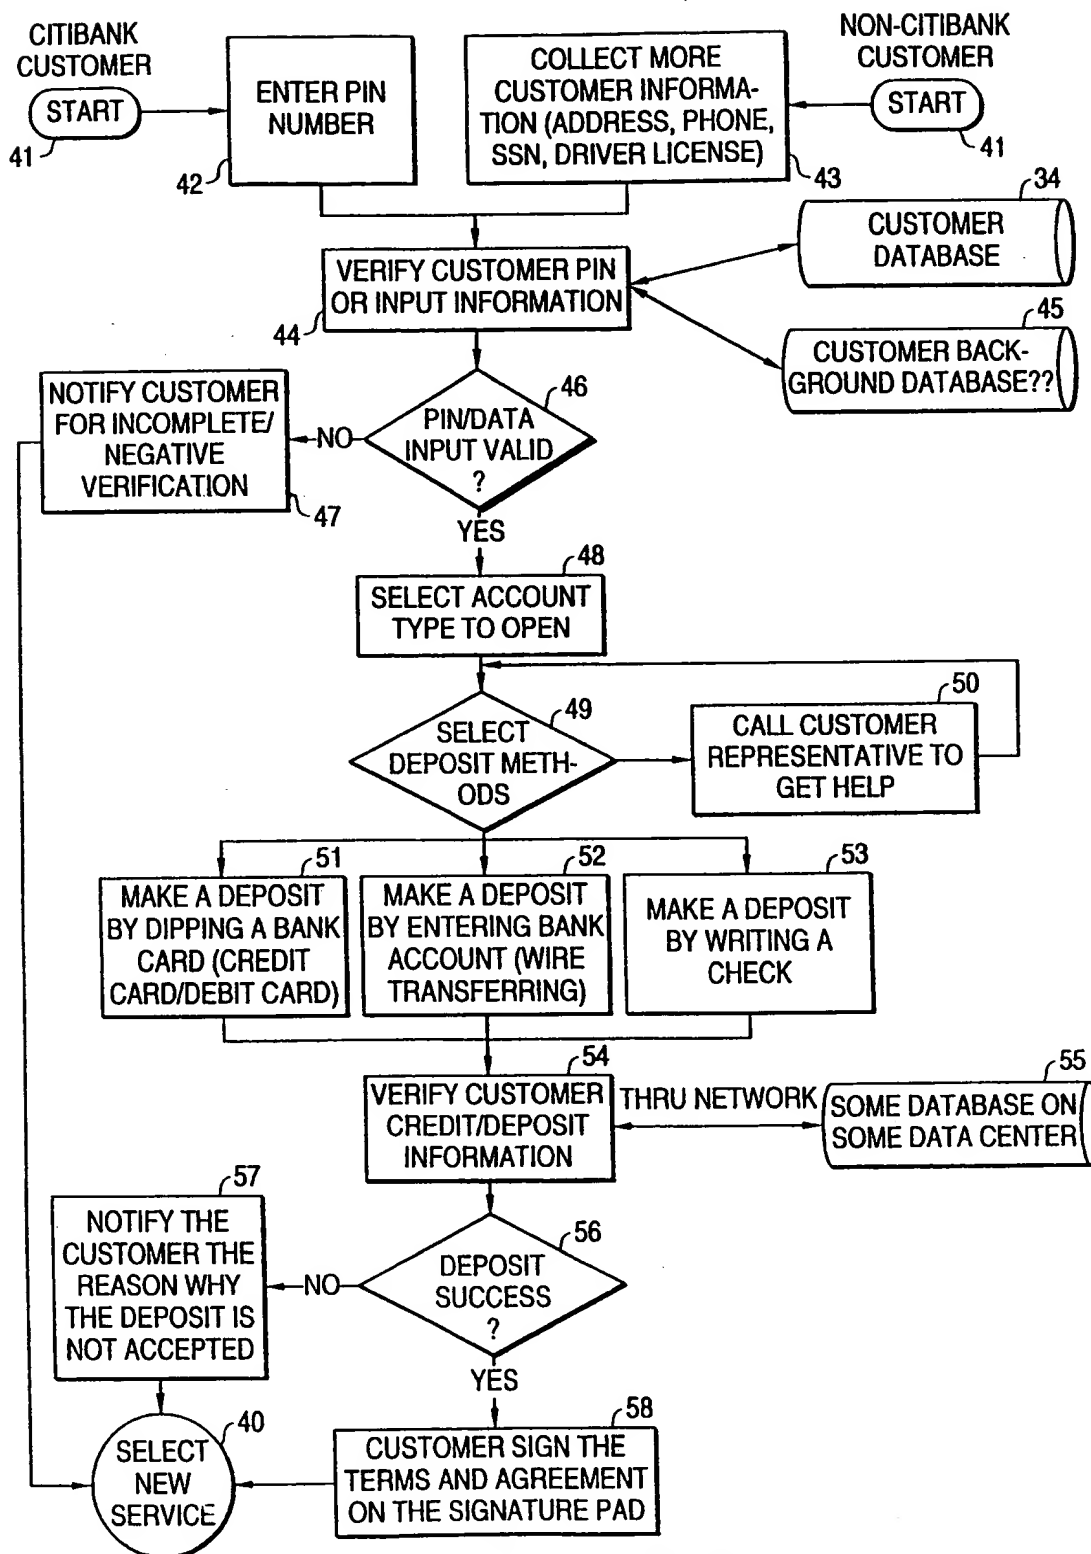 CITIBANK
CUSTOMER
START
41
ENTER PIN
NUMBER
42
COLLECT MORE
CUSTOMER INFORMA-
TION (ADDRESS, PHONE,
SSN, DRIVER LICENSE)
43
NON-CITIBANK
CUSTOMER
START
41
34
CUSTOMER
DATABASE
VERIFY CUSTOMER PIN
OR INPUT INFORMATION
44
45
CUSTOMER BACK-
GROUND DATABASE??
46
PIN/DATA
INPUT VALID
?
NO
NOTIFY CUSTOMER
FOR INCOMPLETE/
NEGATIVE
VERIFICATION
47
YES
48
SELECT ACCOUNT
TYPE TO OPEN
49
SELECT
DEPOSIT METH-
ODS
50
CALL CUSTOMER
REPRESENTATIVE TO
GET HELP
51
MAKE A DEPOSIT
BY DIPPING A BANK
CARD (CREDIT
CARD/DEBIT CARD)
52
MAKE A DEPOSIT
BY ENTERING BANK
ACCOUNT (WIRE
TRANSFERRING)
53
MAKE A DEPOSIT
BY WRITING A
CHECK
54
VERIFY CUSTOMER
CREDIT/DEPOSIT
INFORMATION
THRU NETWORK
55
SOME DATABASE ON
SOME DATA CENTER
56
DEPOSIT
SUCCESS
?
NO
57
NOTIFY THE
CUSTOMER THE
REASON WHY
THE DEPOSIT IS
NOT ACCEPTED
YES
58
CUSTOMER SIGN THE
TERMS AND AGREEMENT
ON THE SIGNATURE PAD
40
SELECT
NEW
SERVICE